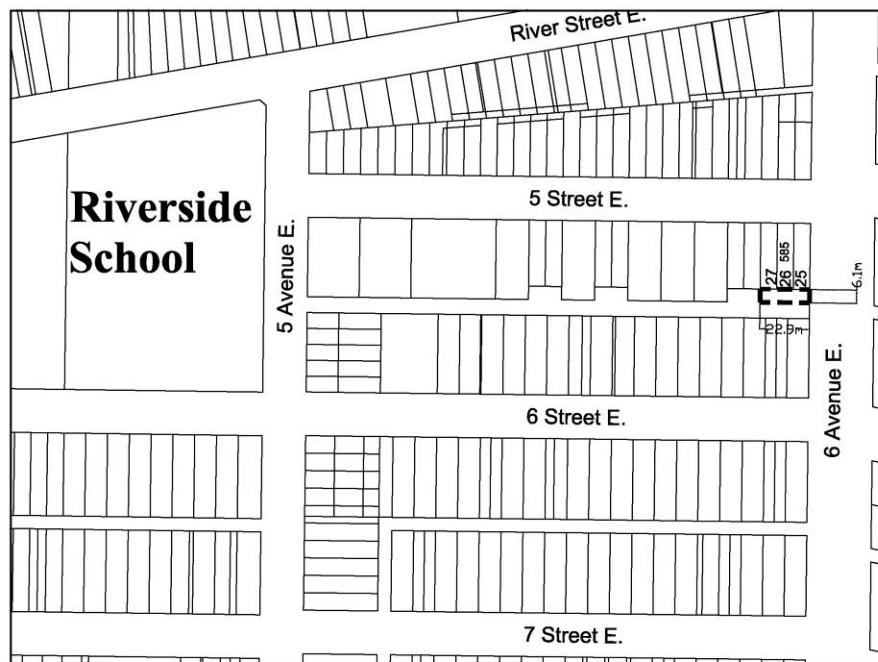 River Street E.
Riverside
School
5 Street E.
5 Avenue E.
27
26
585
25
6.1m
22.9m
6 Avenue E.
6 Street E.
7 Street E.